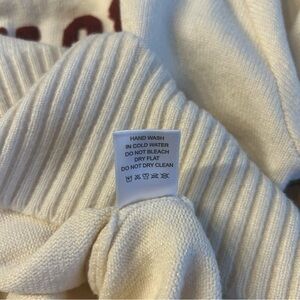 HAND WASH
IN COLD WATER
DO NOT BLEACH
DRY FLAT
DO NOT DRY CLEAN